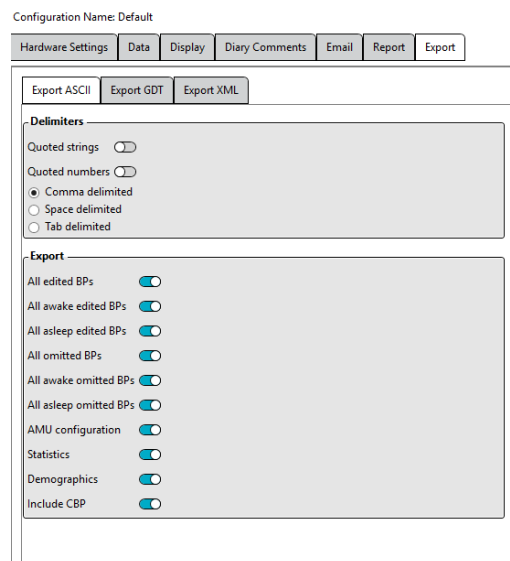 Configuration Name: Default
Hardware Settings Data Display Diary Comments Email Report Export
Export ASCII Export GDT Export XML
Delimiters
Quoted strings
Quoted numbers
Comma delimited
Space delimited
Tab delimited
Export
All edited BPs
All awake edited BPs
All asleep edited BPs
All omitted BPs
All awake omitted BPs
All asleep omitted BPs
AMU configuration
Statistics
Demographics
Include CBP